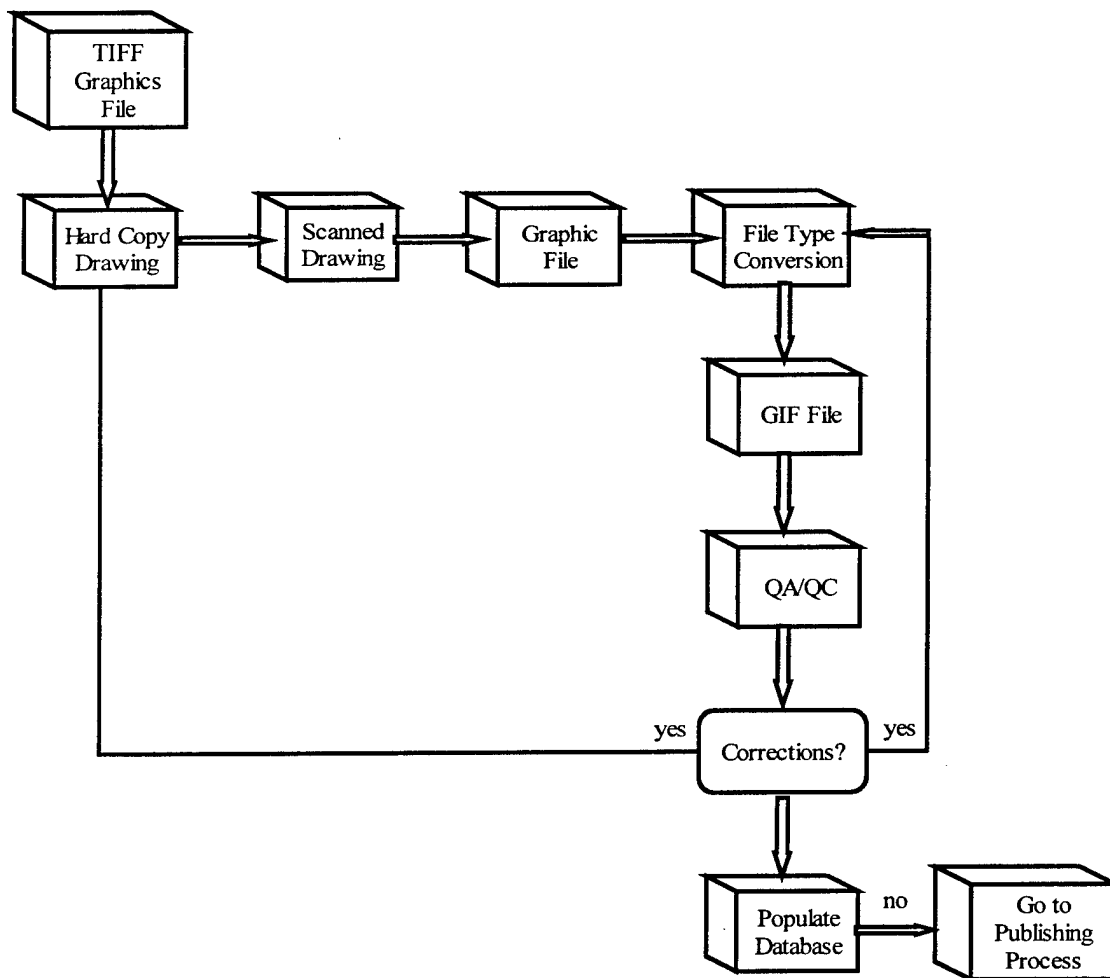 TIFF
Graphics
File
Hard Copy
Drawing
Scanned
Drawing
Graphic
File
File Type
Conversion
GIF File
QA/QC
yes
Corrections?
yes
Populate
Database
no
Go to
Publishing
Process